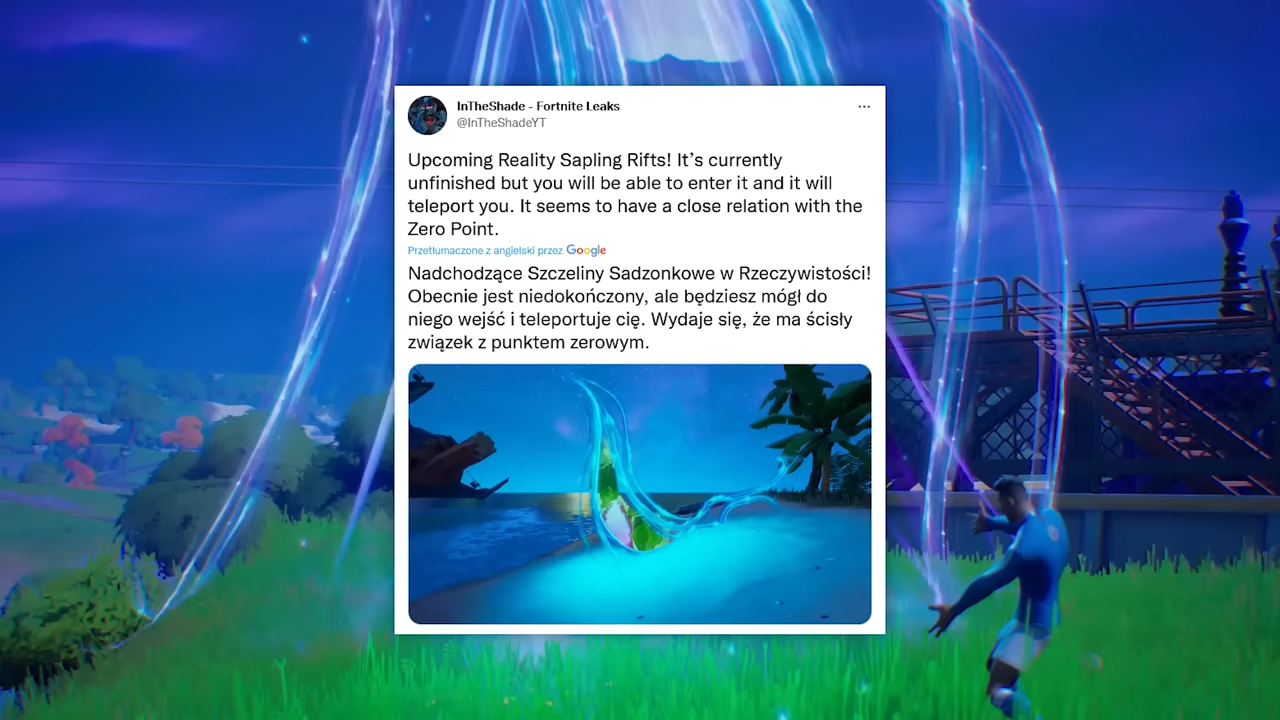 InTheShade - Fortnite Leaks
@InTheShadeYT
Upcoming Reality Sapling Rifts! It’s currently
unfinished but you will be able to enter it and it will
teleport you. It seems to have a close relation with the
Zero Point.
Przetłumaczone z angielski przez Google
Nadchodzące Szczeliny Sadzonkowe w Rzeczywistości!
Obecnie jest niedokończony, ale będziesz mógł do
niego wejść i teleportuje cię. Wydaje się, że ma ścisły
związek z punktem zerowym.